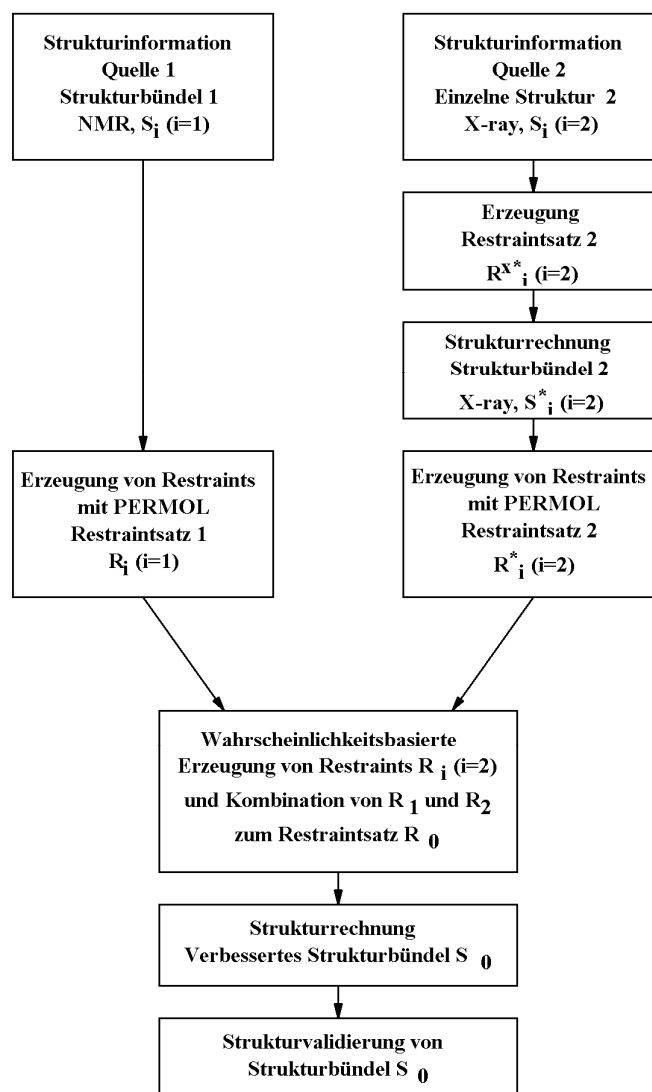 Strukturinformation
Quelle 1
Strukturbündel 1
NMR, Si (i=1)
Strukturinformation
Quelle 2
Einzelne Struktur 2
X-ray, Si (i=2)
Erzeugung
Restraintsatz 2
Rx*i (i=2)
Strukturrechnung
Strukturbündel 2
X-ray, S*i (i=2)
Erzeugung von Restraints
mit PERMOL
Restraintsatz 1
Ri (i=1)
Erzeugung von Restraints
mit PERMOL
Restraintsatz 2
R*i (i=2)
Wahrscheinlichkeitsbasierte
Erzeugung von Restraints R i (i=2)
und Kombination von R 1 und R2
zum Restraintsatz R 0
Strukturrechnung
Verbessertes Strukturbündel S 0
Strukturvalidierung von
Strukturbündel S 0